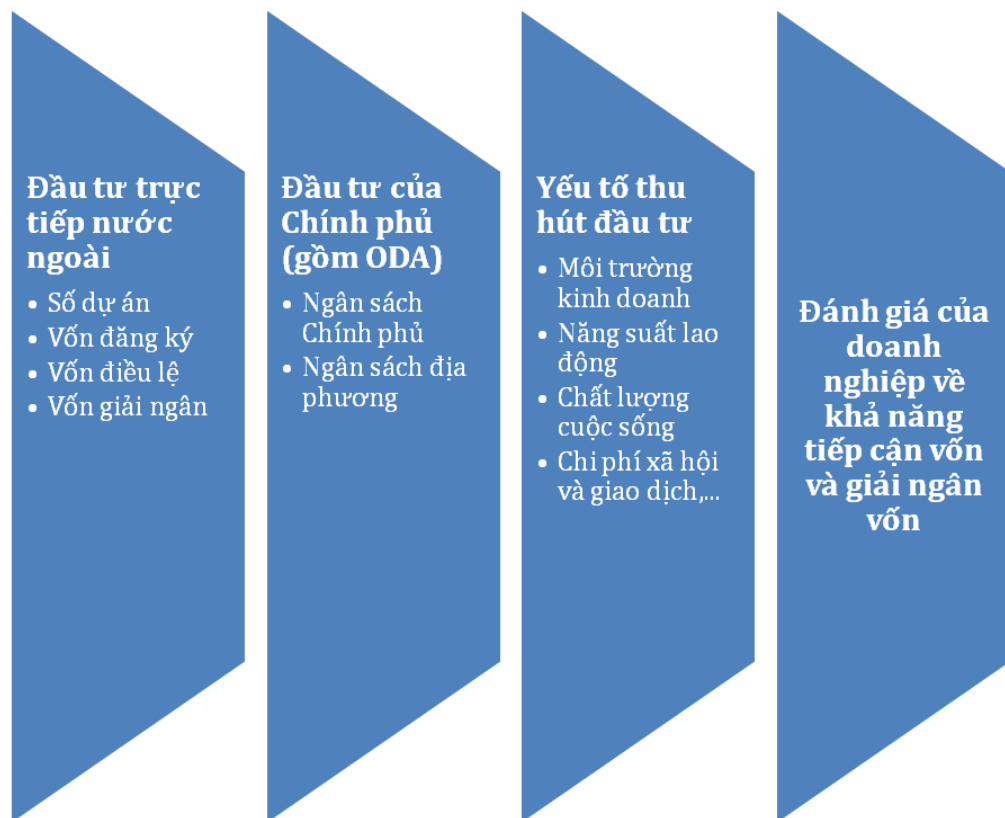 Đầu tư trực
tiếp nước
ngoài
• Số dự án
• Vốn đăng ký
• Vốn điều lệ
• Vốn giải ngân
Đầu tư của
Chính phủ
(gồm ODA)
• Ngân sách
Chính phủ
• Ngân sách địa
phương
Yếu tố thu
hút đầu tư
• Môi trường
kinh doanh
• Năng suất lao
động
• Chất lượng
cuộc sống
• Chi phí xã hội
và giao dịch,...
Đánh giá của
doanh
nghiệp về
khả năng
tiếp cận vốn
và giải ngân
vốn